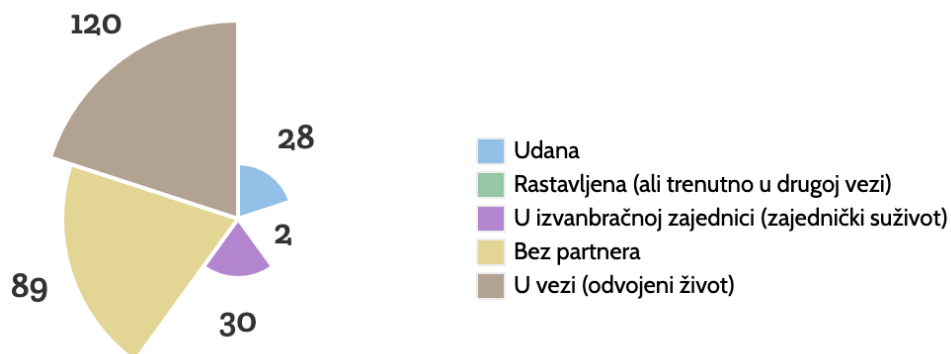 120
28
2
89
30
Udana
Rastavljena (ali trenutno u drugoj vezi)
U izvanbračnoj zajednici (zajednički suživot)
Bez partnera
U vezi (odvojeni život)